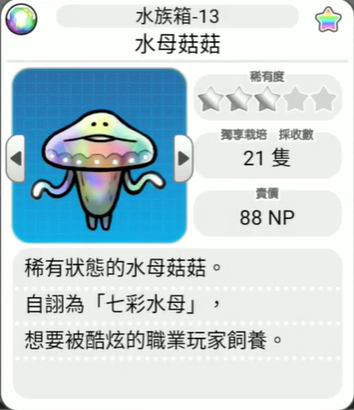 水族箱-13
水母菇菇
稀有度
獨享栽培 採收數
21 隻
賣價
88 NP
稀有狀態的水母菇菇。
自詡為「七彩水母」，
想要被酷炫的職業玩家飼養。